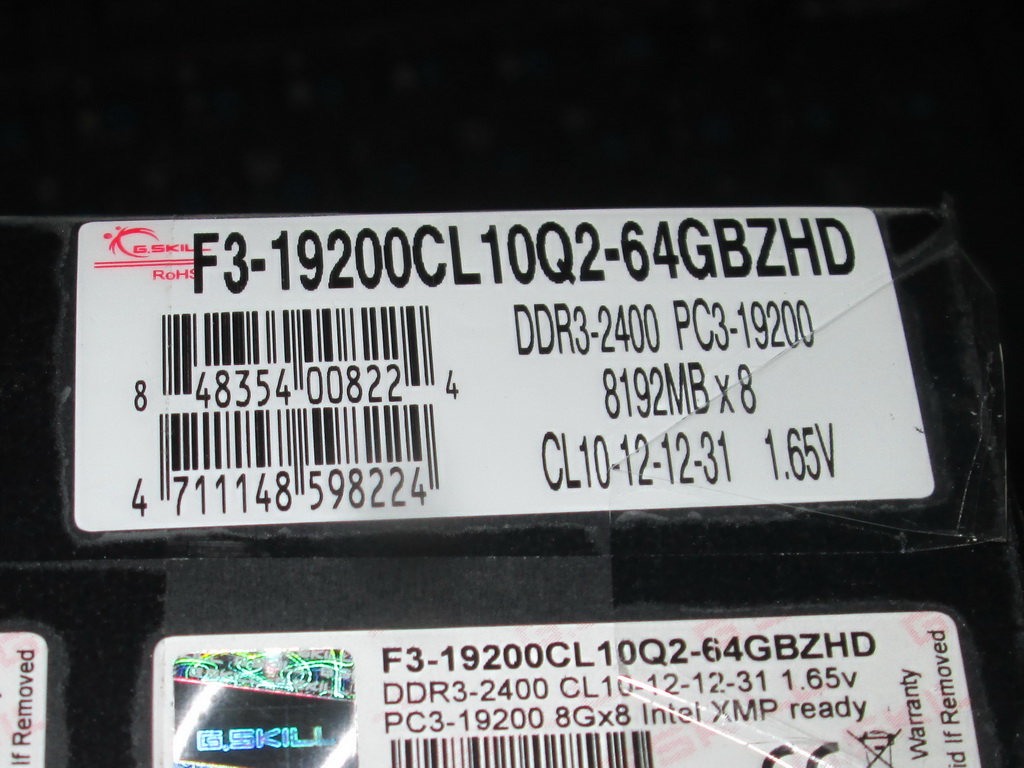 G.SKILL
RoHS
F3-19200CL10Q2-64GBZHD
DDR3-2400 PC3-19200
8192MB x 8
CL10-12-12-31 1.65V
8 48354 00822 4
4 711148 598224
If Removed
G.SKILL
F3-19200CL10Q2-64GBZHD
DDR3-2400 CL10-12-12-31 1.65v
PC3-19200 8Gx8 Intel XMP ready
Warranty
id If Removed